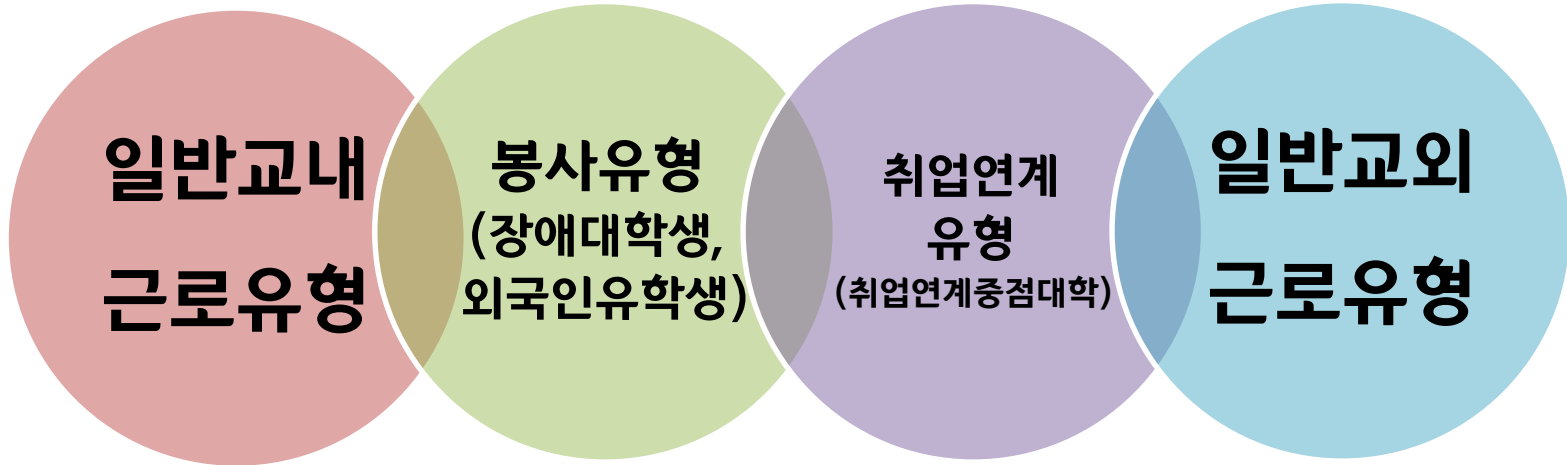 일반교내
근로유형
봉사유형
(장애대학생,
외국인유학생)
취업연계
유형
(취업연계중점대학)
일반교외
근로유형